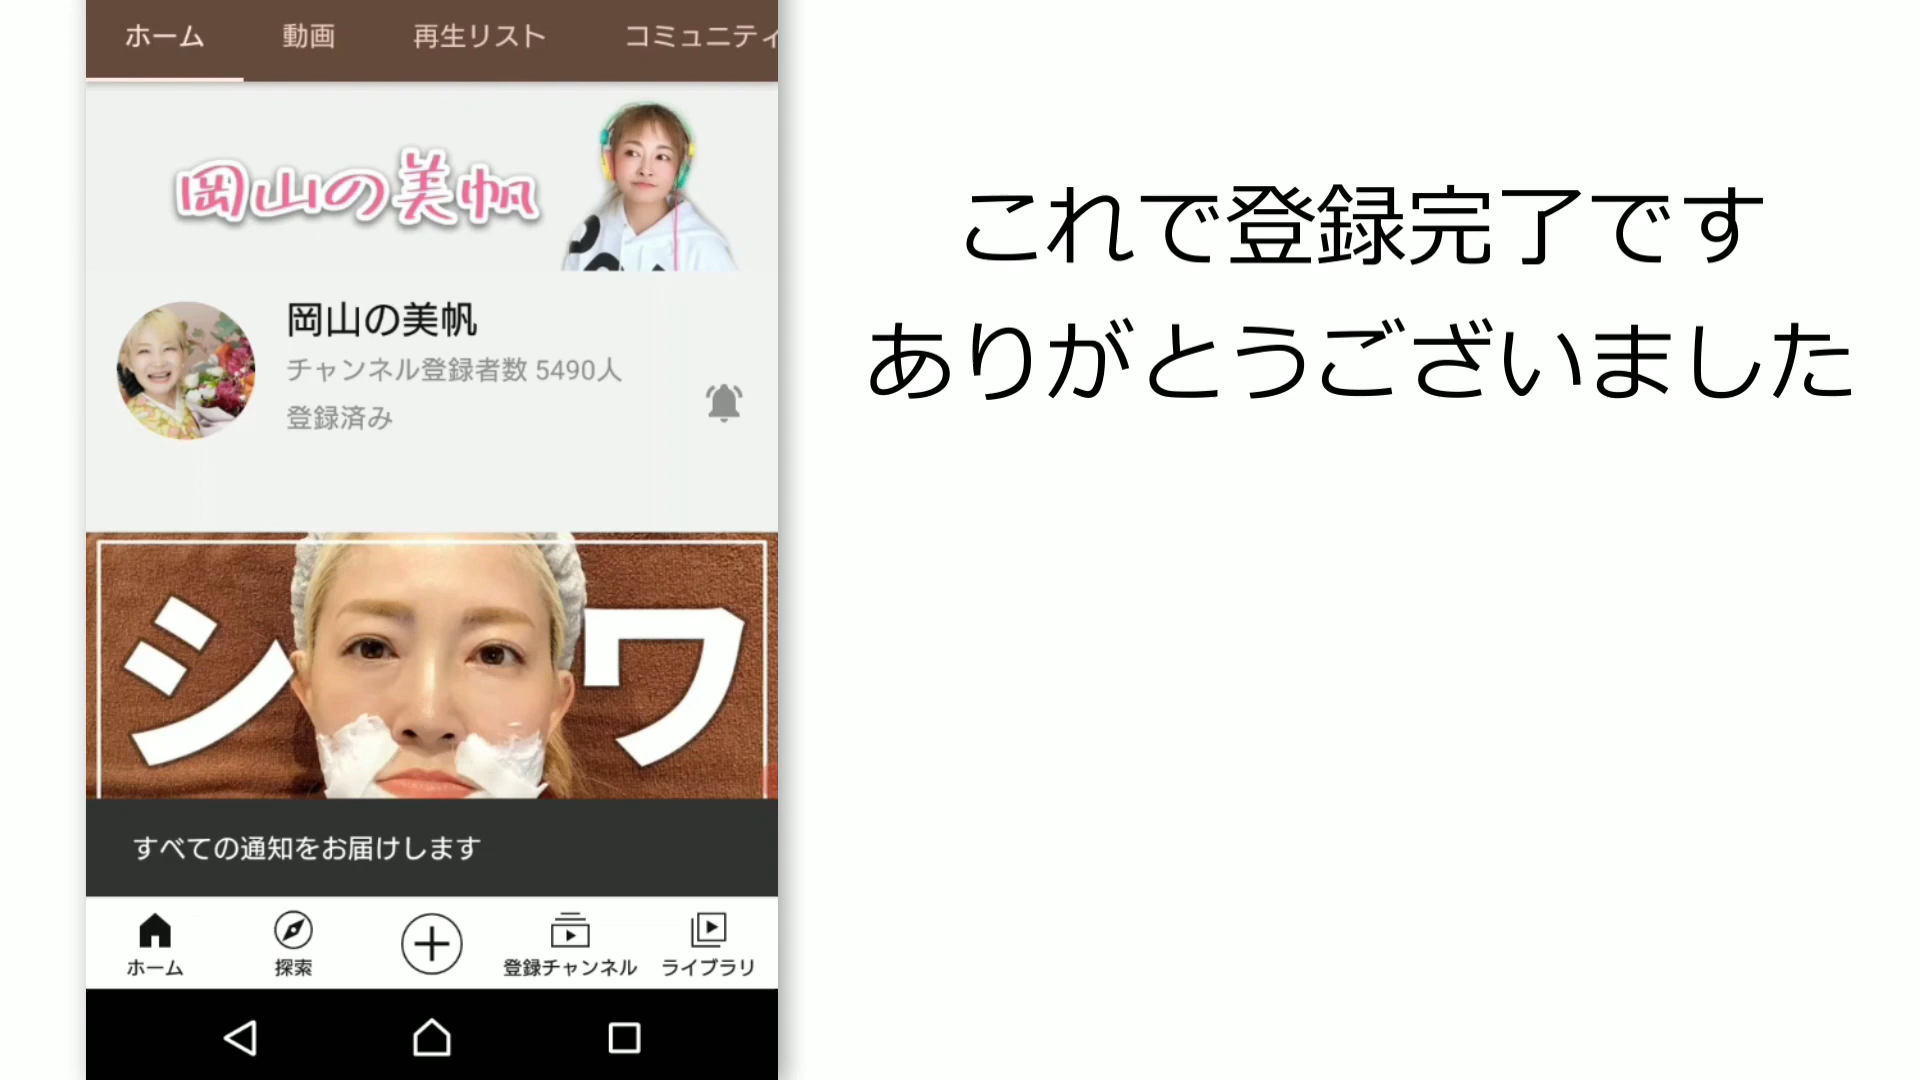 ホーム 動画 再生リスト コミュニティ
岡山の美帆
岡山の美帆
チャンネル登録者数 5490人
登録済み
シワ
すべての通知をお届けします
ホーム 探索 登録チャンネル ライブラリ
これで登録完了です
ありがとうございました